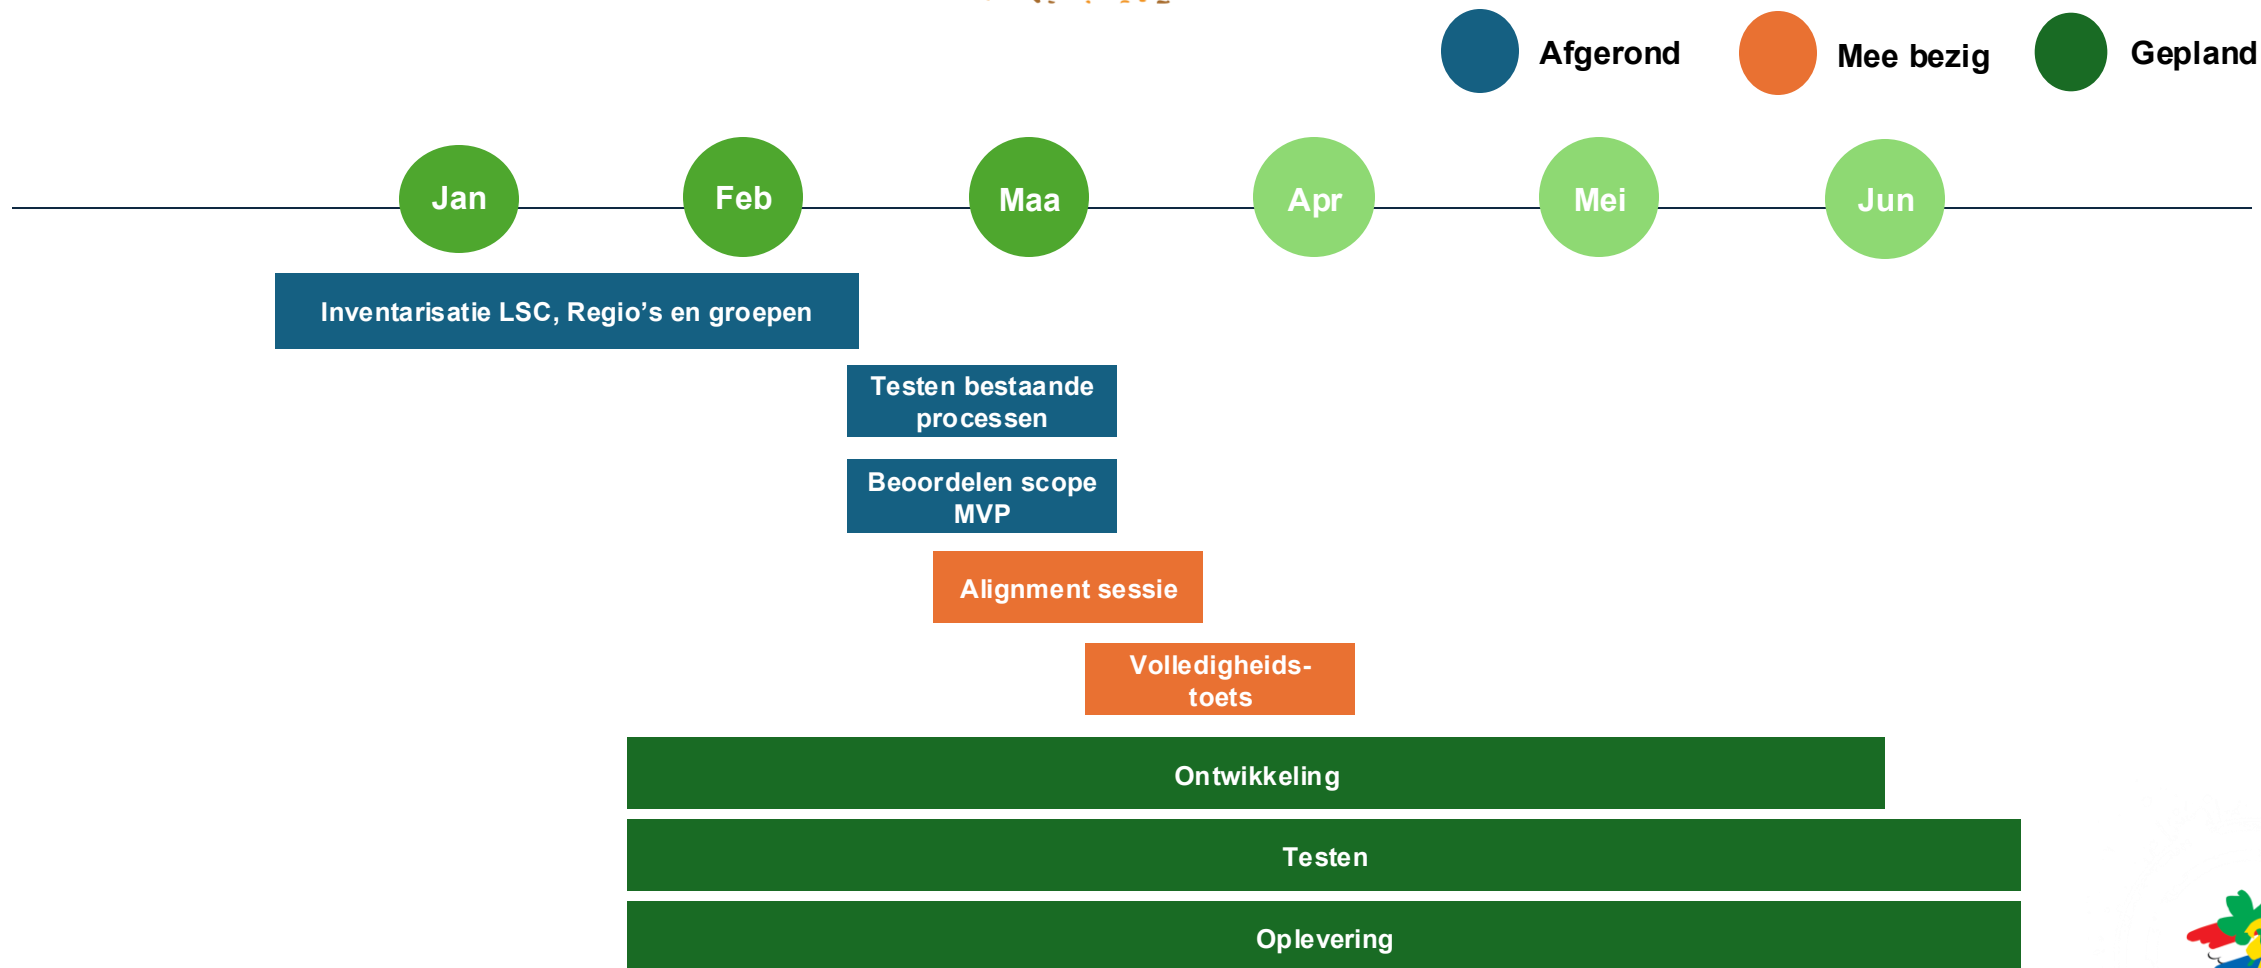 Afgerond
Mee bezig
Gepland
Jan
Feb
Maa
Apr
Mei
Jun
Inventarisatie LSC, Regio’s en groepen
Testen bestaande
processen
Beoordelen scope
MVP
Alignment sessie
Volledigheids-
toets
Ontwikkeling
Testen
Oplevering